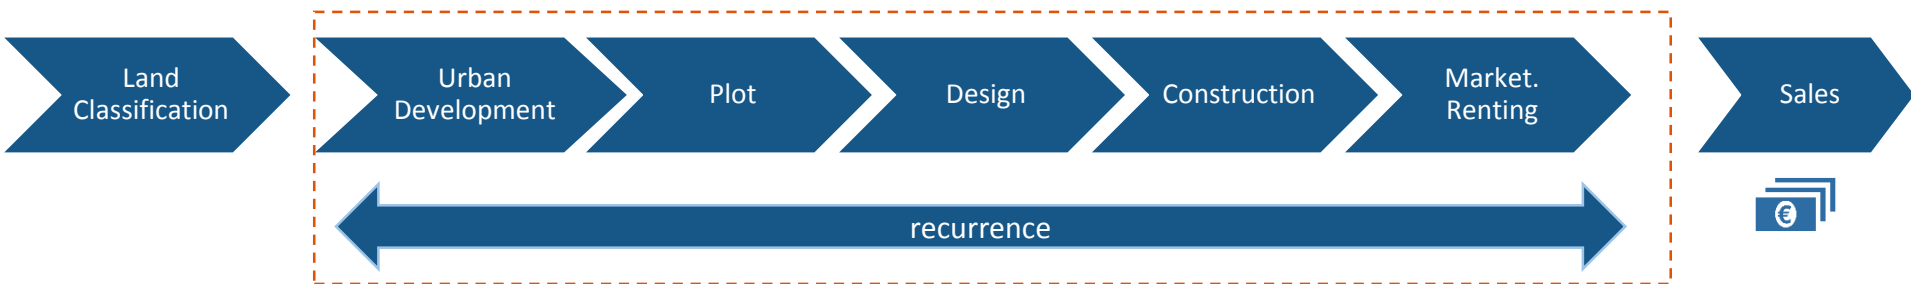 Land
Classification
Urban
Development
Plot
Design
Construction
Market.
Renting
Sales
recurrence
€